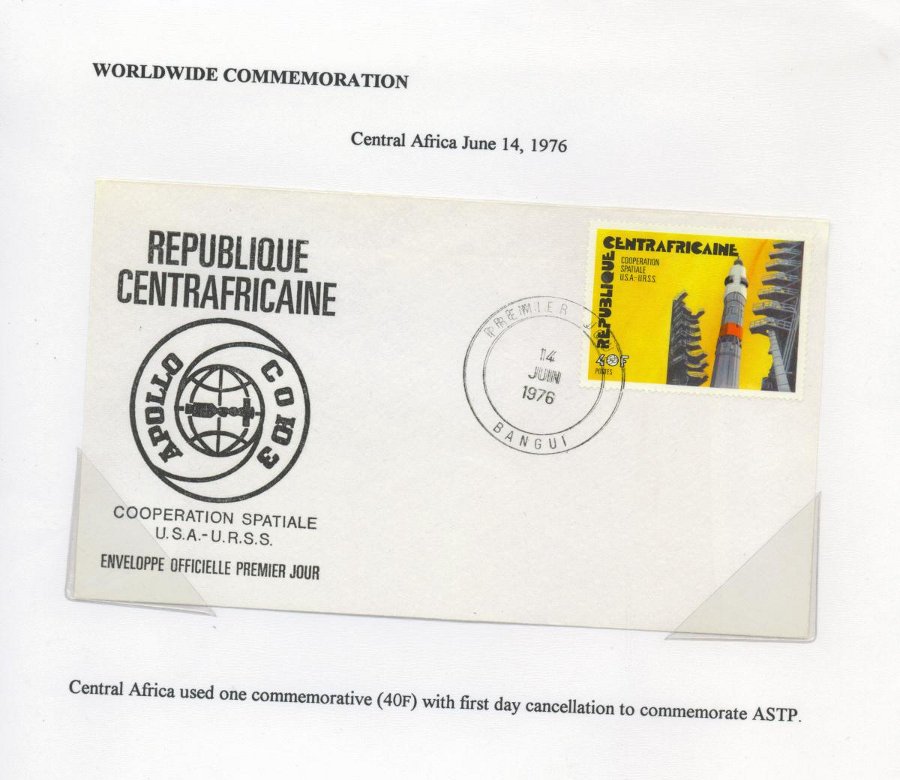 WORLDWIDE COMMEMORATION
Central Africa June 14, 1976
REPUBLIQUE
CENTRAFRICAINE
APOLLO
СОЮЗ
COOPERATION SPATIALE
U.S.A.-U.R.S.S.
ENVELOPPE OFFICIELLE PREMIER JOUR
PREMIER
14
JUIN
1976
BANGUI
REPUBLIQUE
CENTRAFRICAINE
COOPERATION
SPATIALE
U.S.A.-U.R.S.S.
40F
POSTES
Central Africa used one commemorative (40F) with first day cancellation to commemorate ASTP.